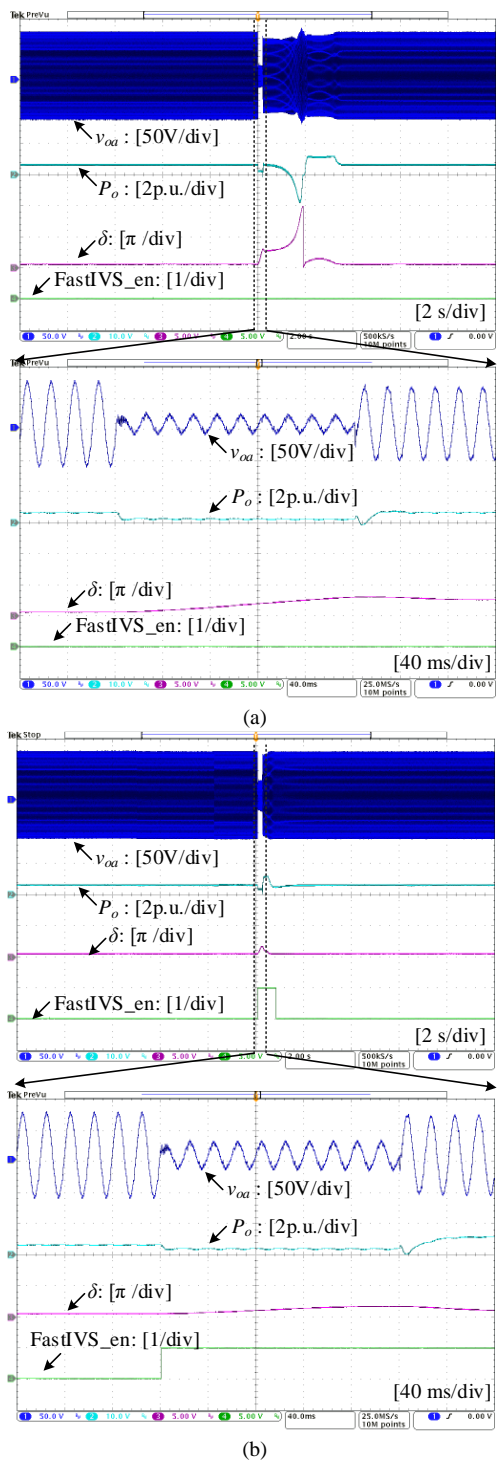 Tek PreVu
v_oa : [50V/div]
P_o : [2p.u./div]
δ: [π /div]
FastIVS_en: [1/div]
[2 s/div]
1 50.0 V 2 10.0 V 3 5.00 V 4 5.00 V 2.00 s 500kS/s 10M points 1 0.00 V
Tek PreVu
v_oa : [50V/div]
P_o : [2p.u./div]
δ: [π /div]
FastIVS_en: [1/div]
[40 ms/div]
1 50.0 V 2 10.0 V 3 5.00 V 4 5.00 V 40.0ms 25.0MS/s 10M points 1 0.00 V
(a)
Tek Stop
v_oa : [50V/div]
P_o : [2p.u./div]
δ: [π /div]
FastIVS_en: [1/div]
[2 s/div]
1 50.0 V 2 10.0 V 3 5.00 V 4 5.00 V 2.00 s 500kS/s 10M points 1 0.00 V
Tek PreVu
v_oa : [50V/div]
P_o : [2p.u./div]
δ: [π /div]
FastIVS_en: [1/div]
[40 ms/div]
1 50.0 V 2 10.0 V 3 5.00 V 4 5.00 V 40.0ms 25.0MS/s 10M points 1 0.00 V
(b)